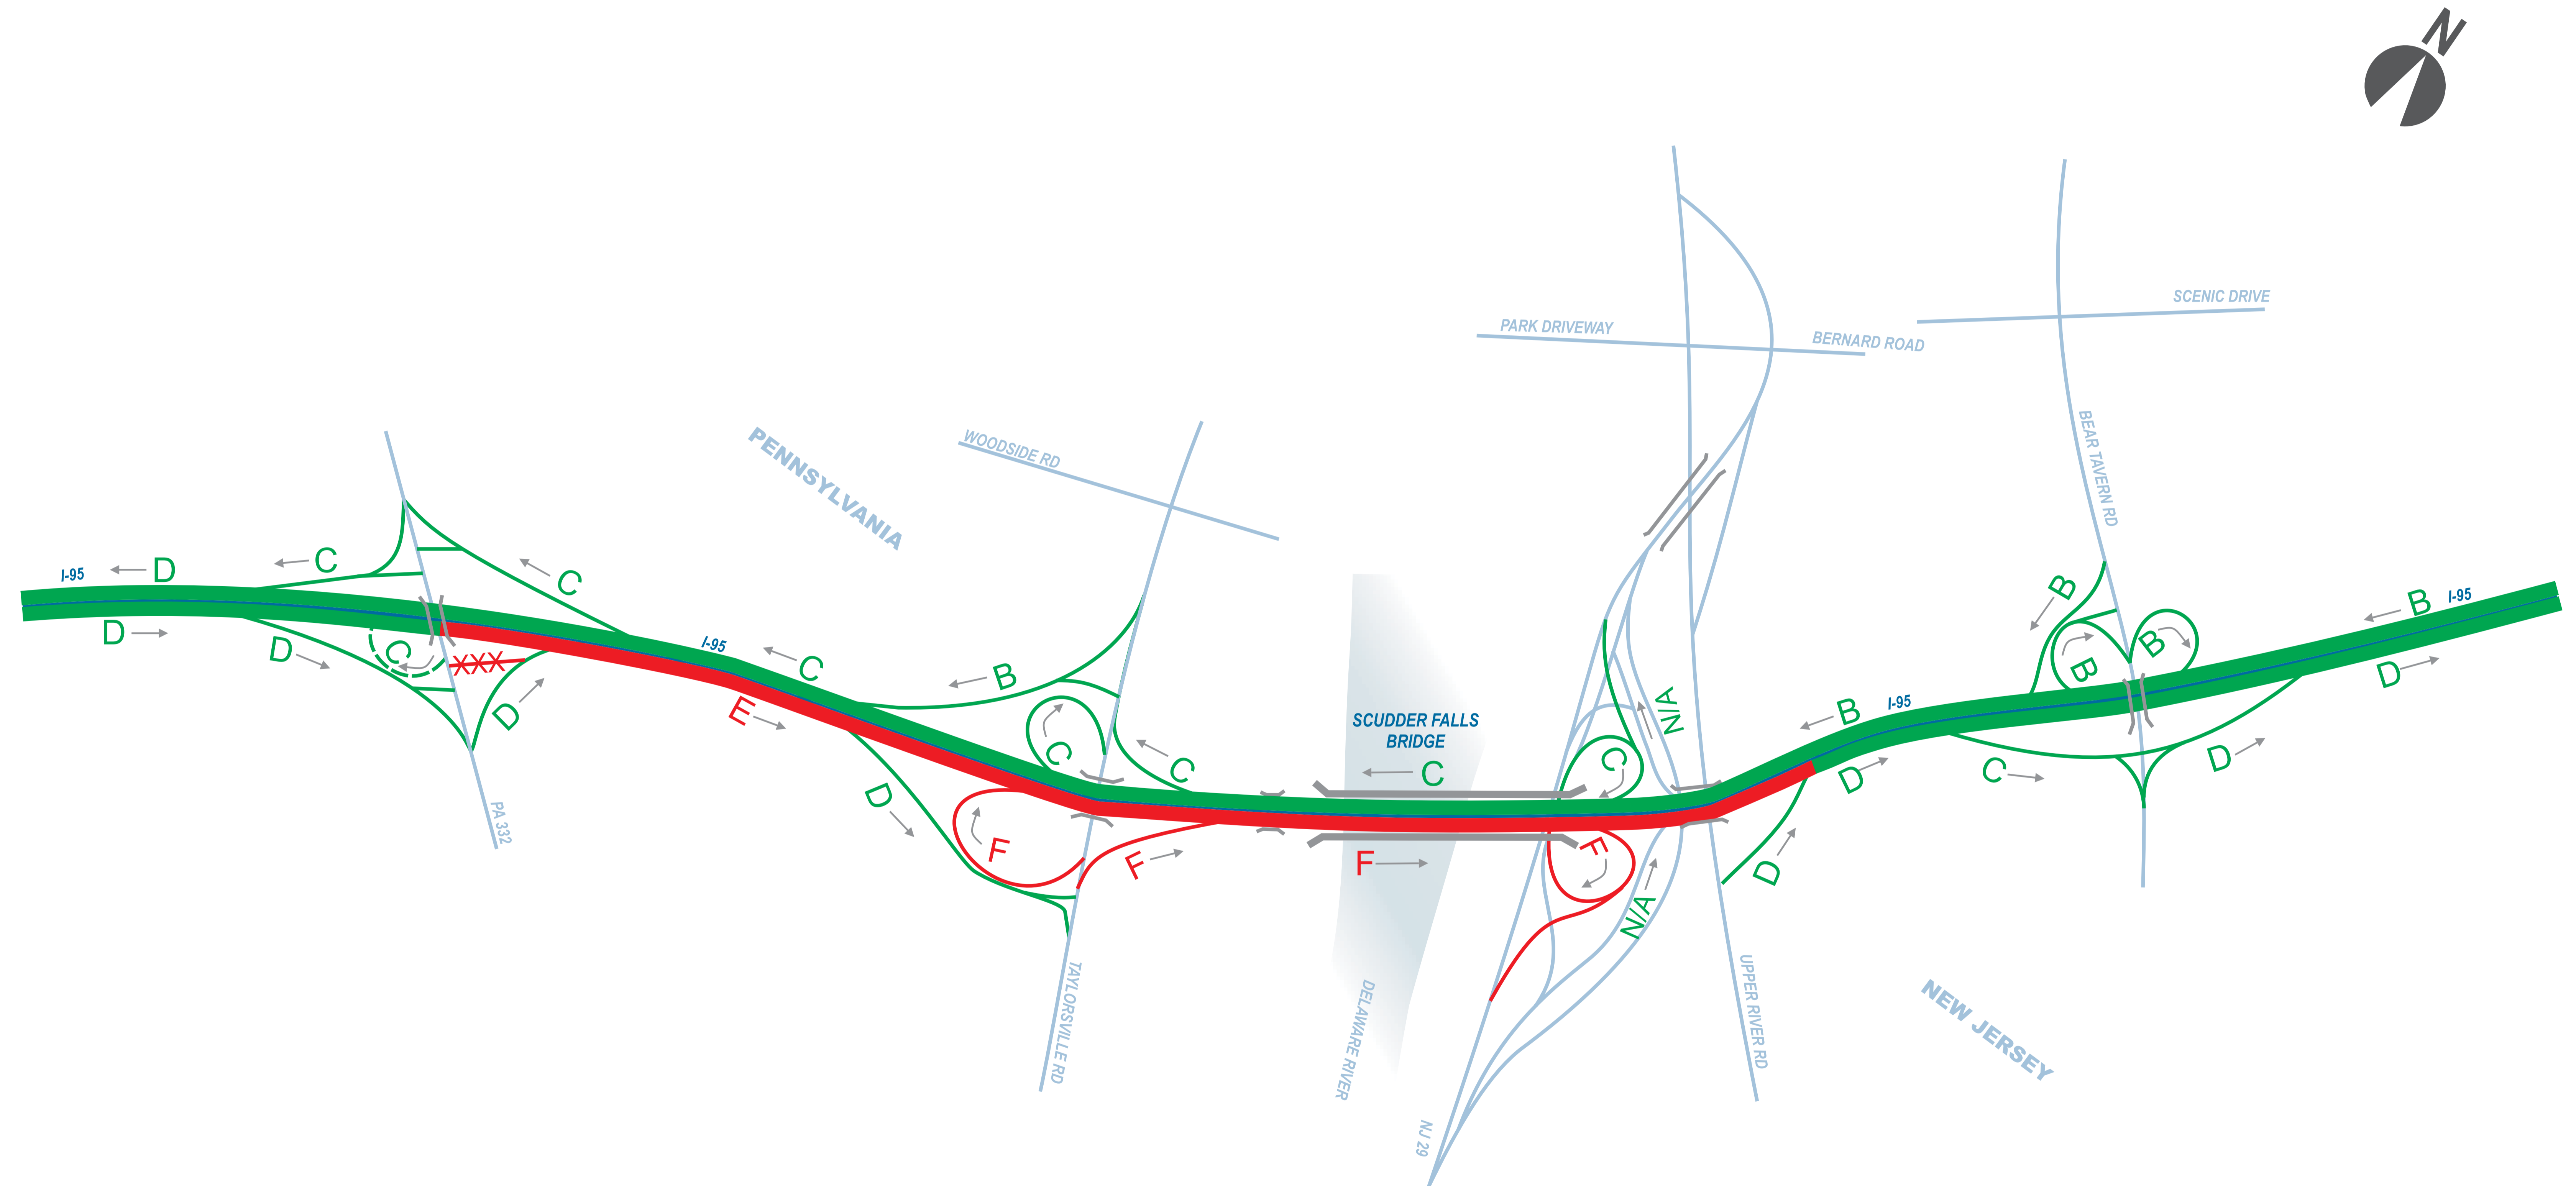 N
SCENIC DRIVE
PARK DRIVEWAY
BERNARD ROAD
BEAR TAVERN RD
PENNSYLVANIA
WOODSIDE RD
I-95
D
C
C
D
D
C
XXX
D
PA 332
I-95
C
E
B
C
C
D
F
F
TAYLORSVILLE RD
SCUDDER FALLS
BRIDGE
C
F
DELAWARE RIVER
N/A
C
F
N/A
D
NJ 29
UPPER RIVER RD
B
I-95
D
B
B
B
B
I-95
D
C
D
NEW JERSEY